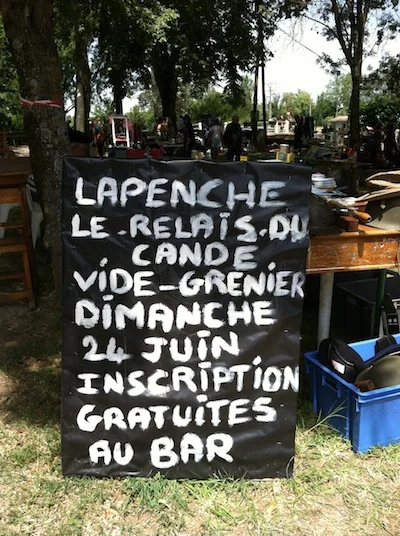 LAPENCHE
LE.RELAIS.DU
CANDE
VIDE-GRENIER
DIMANCHE
24 JUIN
INSCRIPTION
GRATUITES
AU BAR